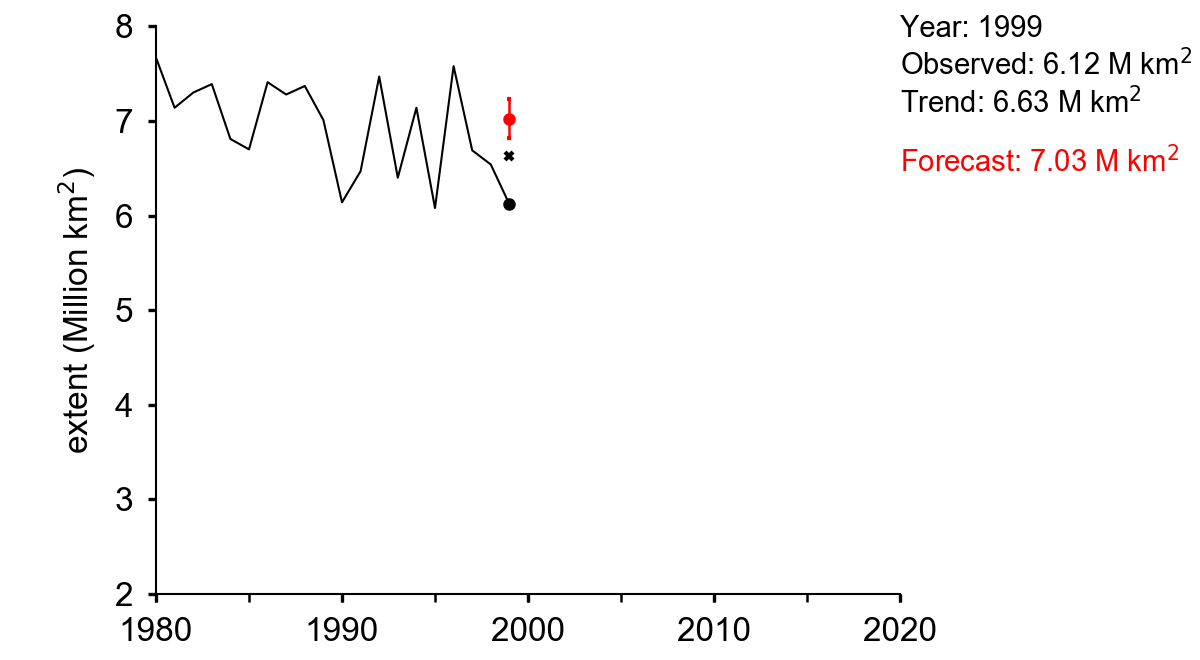 Year: 1999
Observed: 6.12 M km²
Trend: 6.63 M km²
Forecast: 7.03 M km²
extent (Million km²)
8
7
6
5
4
3
2
1980 1990 2000 2010 2020